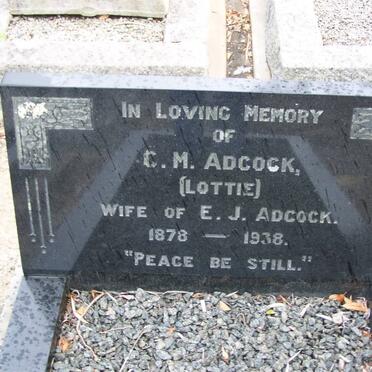 IN LOVING MEMORY
OF
C. M. ADCOCK,
(LOTTIE)
WIFE OF E. J. ADCOCK.
1878 — 1938.
"PEACE BE STILL."